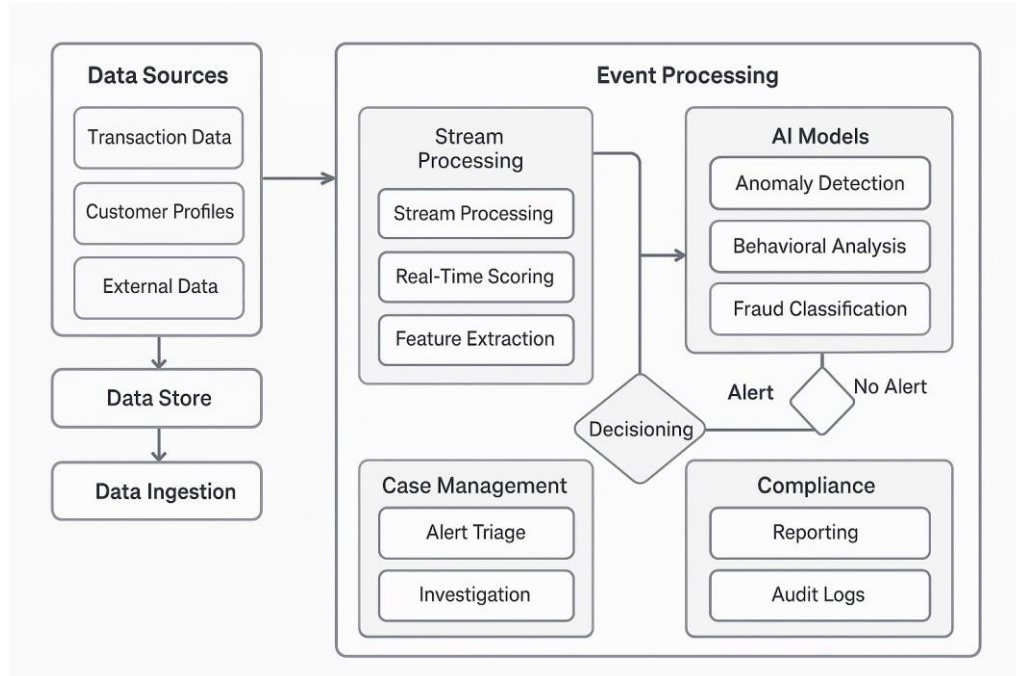 Data Sources
Transaction Data
Customer Profiles
External Data
Data Store
Data Ingestion
Event Processing
Stream
Processing
Stream Processing
Real-Time Scoring
Feature Extraction
AI Models
Anomaly Detection
Behavioral Analysis
Fraud Classification
Alert
No Alert
Decisioning
Case Management
Alert Triage
Investigation
Compliance
Reporting
Audit Logs